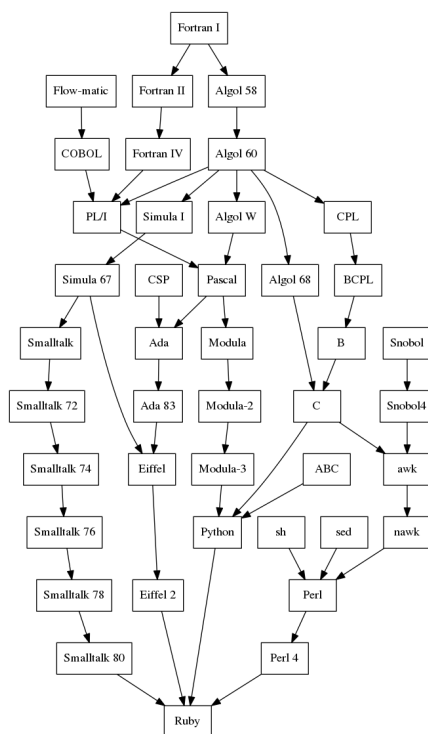 Fortran I
Flow-matic
Fortran II
Algol 58
COBOL
Fortran IV
Algol 60
PL/I
Simula I
Algol W
CPL
Simula 67
CSP
Pascal
Algol 68
BCPL
Smalltalk
Ada
Modula
B
Snobol
Smalltalk 72
Ada 83
Modula-2
C
Snobol4
Smalltalk 74
Eiffel
Modula-3
ABC
awk
Smalltalk 76
Python
sh
sed
nawk
Smalltalk 78
Eiffel 2
Perl
Smalltalk 80
Perl 4
Ruby